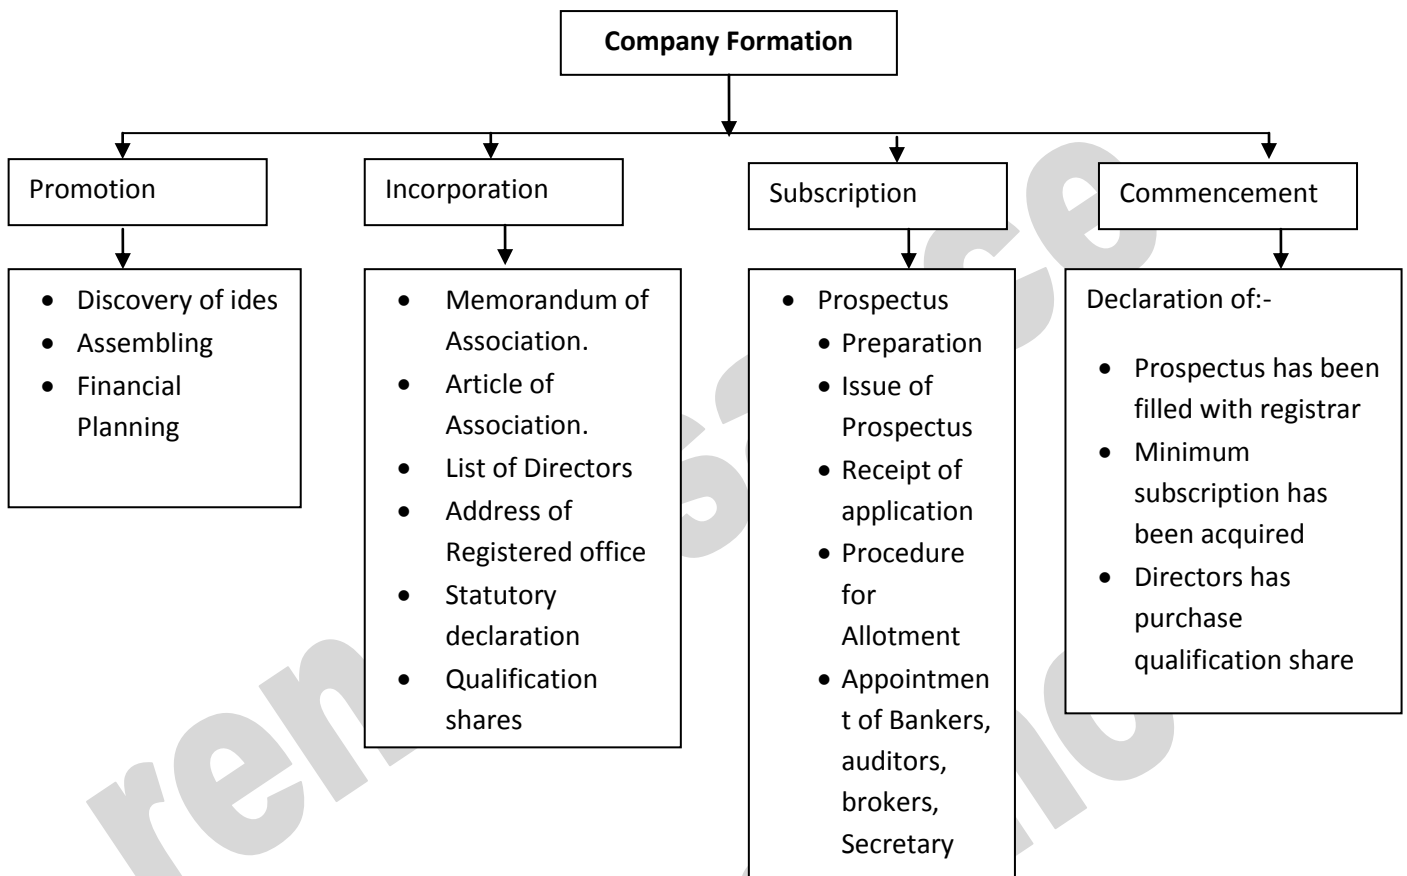 Company Formation
Promotion
Incorporation
Subscription
Commencement
• Discovery of ides
• Assembling
• Financial
Planning
• Memorandum of
Association.
• Article of
Association.
• List of Directors
• Address of
Registered office
• Statutory
declaration
• Qualification
shares
• Prospectus
• Preparation
• Issue of
Prospectus
• Receipt of
application
• Procedure
for
Allotment
• Appointmen
t of Bankers,
auditors,
brokers,
Secretary
Declaration of:-
• Prospectus has been
filled with registrar
• Minimum
subscription has
been acquired
• Directors has
purchase
qualification share